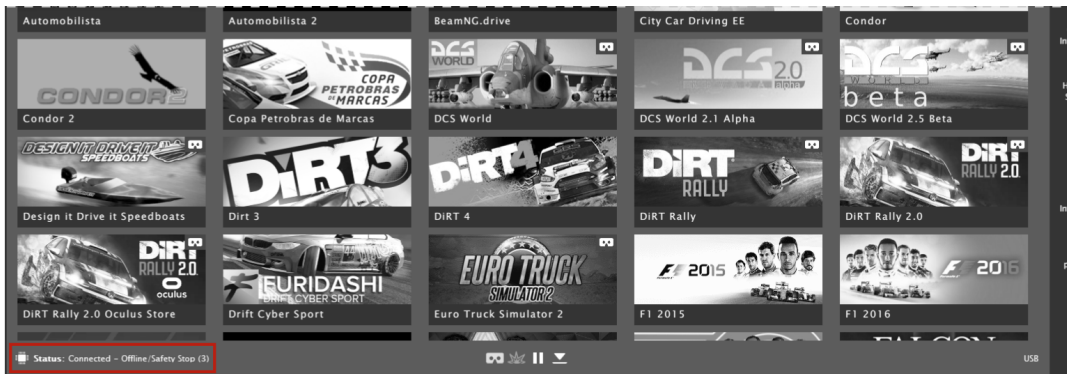 Automobilista
Automobilista 2
BeamNG.drive
City Car Driving EE
Condor
CONDOR2
COPA
PETROBRAS
DE MARCAS
DCS
WORLD
DCS 2.0
WORLD alpha
DCS
WORLD
beta
Condor 2
Copa Petrobras de Marcas
DCS World
DCS World 2.1 Alpha
DCS World 2.5 Beta
DESIGN IT DRIVE IT
SPEEDBOATS
DiRT3
DiRT4
DiRT
RALLY
DiRT
RALLY 2.0
Design it Drive it Speedboats
Dirt 3
DiRT 4
DiRT Rally
DiRT Rally 2.0
DiRT
RALLY 2.0
oculus
FURIDASHI
DRIFT CYBER SPORT
EURO TRUCK
SIMULATOR 2
F1 2015
F1 2016
DiRT Rally 2.0 Oculus Store
Drift Cyber Sport
Euro Truck Simulator 2
F1 2015
F1 2016
FALCON
Status: Connected – Offline/Safety Stop (3)
USB